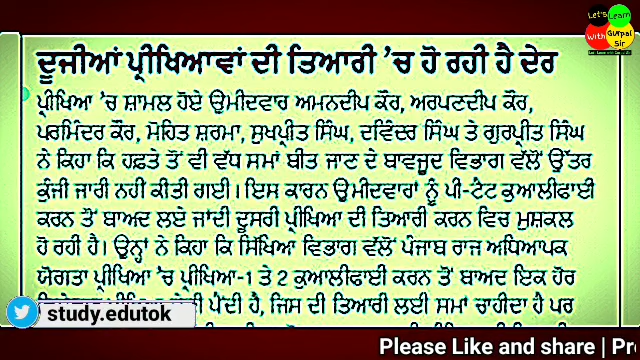 Let's Learn
With Gurpal Sir
ਦੂਜੀਆਂ ਪ੍ਰੀਖਿਆਵਾਂ ਦੀ ਤਿਆਰੀ ’ਚ ਹੋ ਰਹੀ ਹੈ ਦੇਰ
ਪ੍ਰੀਖਿਆ ’ਚ ਸ਼ਾਮਲ ਹੋਏ ਉਮੀਦਵਾਰ ਅਮਨਦੀਪ ਕੌਰ, ਅਰਪਣਦੀਪ ਕੌਰ,
ਪਰਮਿੰਦਰ ਕੌਰ, ਮੋਹਿਤ ਸ਼ਰਮਾ, ਸੁਖਪ੍ਰੀਤ ਸਿੰਘ, ਦਵਿੰਦਰ ਸਿੰਘ ਤੇ ਗੁਰਪ੍ਰੀਤ ਸਿੰਘ
ਨੇ ਕਿਹਾ ਕਿ ਹਫ਼ਤੇ ਤੋਂ ਵੀ ਵੱਧ ਸਮਾਂ ਬੀਤ ਜਾਣ ਦੇ ਬਾਵਜੂਦ ਵਿਭਾਗ ਵੱਲੋਂ ਉੱਤਰ
ਕੁੰਜੀ ਜਾਰੀ ਨਹੀਂ ਕੀਤੀ ਗਈ। ਇਸ ਕਾਰਨ ਉਮੀਦਵਾਰਾਂ ਨੂੰ ਪੀ-ਟੈਟ ਕੁਆਲੀਫਾਈ
ਕਰਨ ਤੋਂ ਬਾਅਦ ਲਏ ਜਾਂਦੀ ਦੂਸਰੀ ਪ੍ਰੀਖਿਆ ਦੀ ਤਿਆਰੀ ਕਰਨ ਵਿਚ ਮੁਸ਼ਕਲ
ਹੋ ਰਹੀ ਹੈ। ਉਨ੍ਹਾਂ ਨੇ ਕਿਹਾ ਕਿ ਸਿੱਖਿਆ ਵਿਭਾਗ ਵੱਲੋਂ ਪੰਜਾਬ ਰਾਜ ਅਧਿਆਪਕ
ਯੋਗਤਾ ਪ੍ਰੀਖਿਆ ’ਚ ਪ੍ਰੀਖਿਆ-1 ਤੇ 2 ਕੁਆਲੀਫਾਈ ਕਰਨ ਤੋਂ ਬਾਅਦ ਇਕ ਹੋਰ
ਪੈਂਦੀ ਹੈ, ਜਿਸ ਦੀ ਤਿਆਰੀ ਲਈ ਸਮਾਂ ਚਾਹੀਦਾ ਹੈ ਪਰ
study.edutok
Please Like and share | Pr